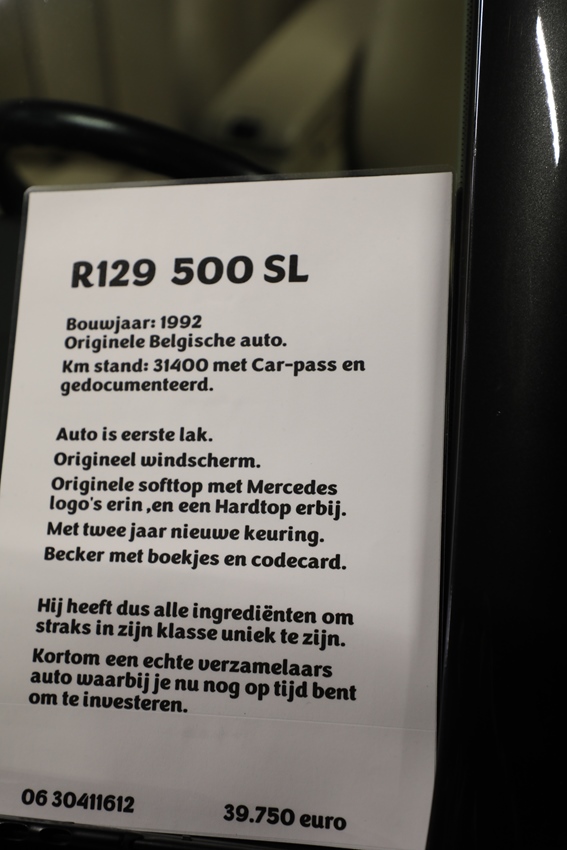 R129 500 SL
Bouwjaar: 1992
Originele Belgische auto.
Km stand: 31400 met Car-pass en
gedocumenteerd.
Auto is eerste lak.
Origineel windscherm.
Originele softtop met Mercedes
logo's erin ,en een Hardtop erbij.
Met twee jaar nieuwe keuring.
Becker met boekjes en codecard.
Hij heeft dus alle ingrediënten om
straks in zijn klasse uniek te zijn.
Kortom een echte verzamelaars
auto waarbij je nu nog op tijd bent
om te investeren.
06 30411612
39.750 euro